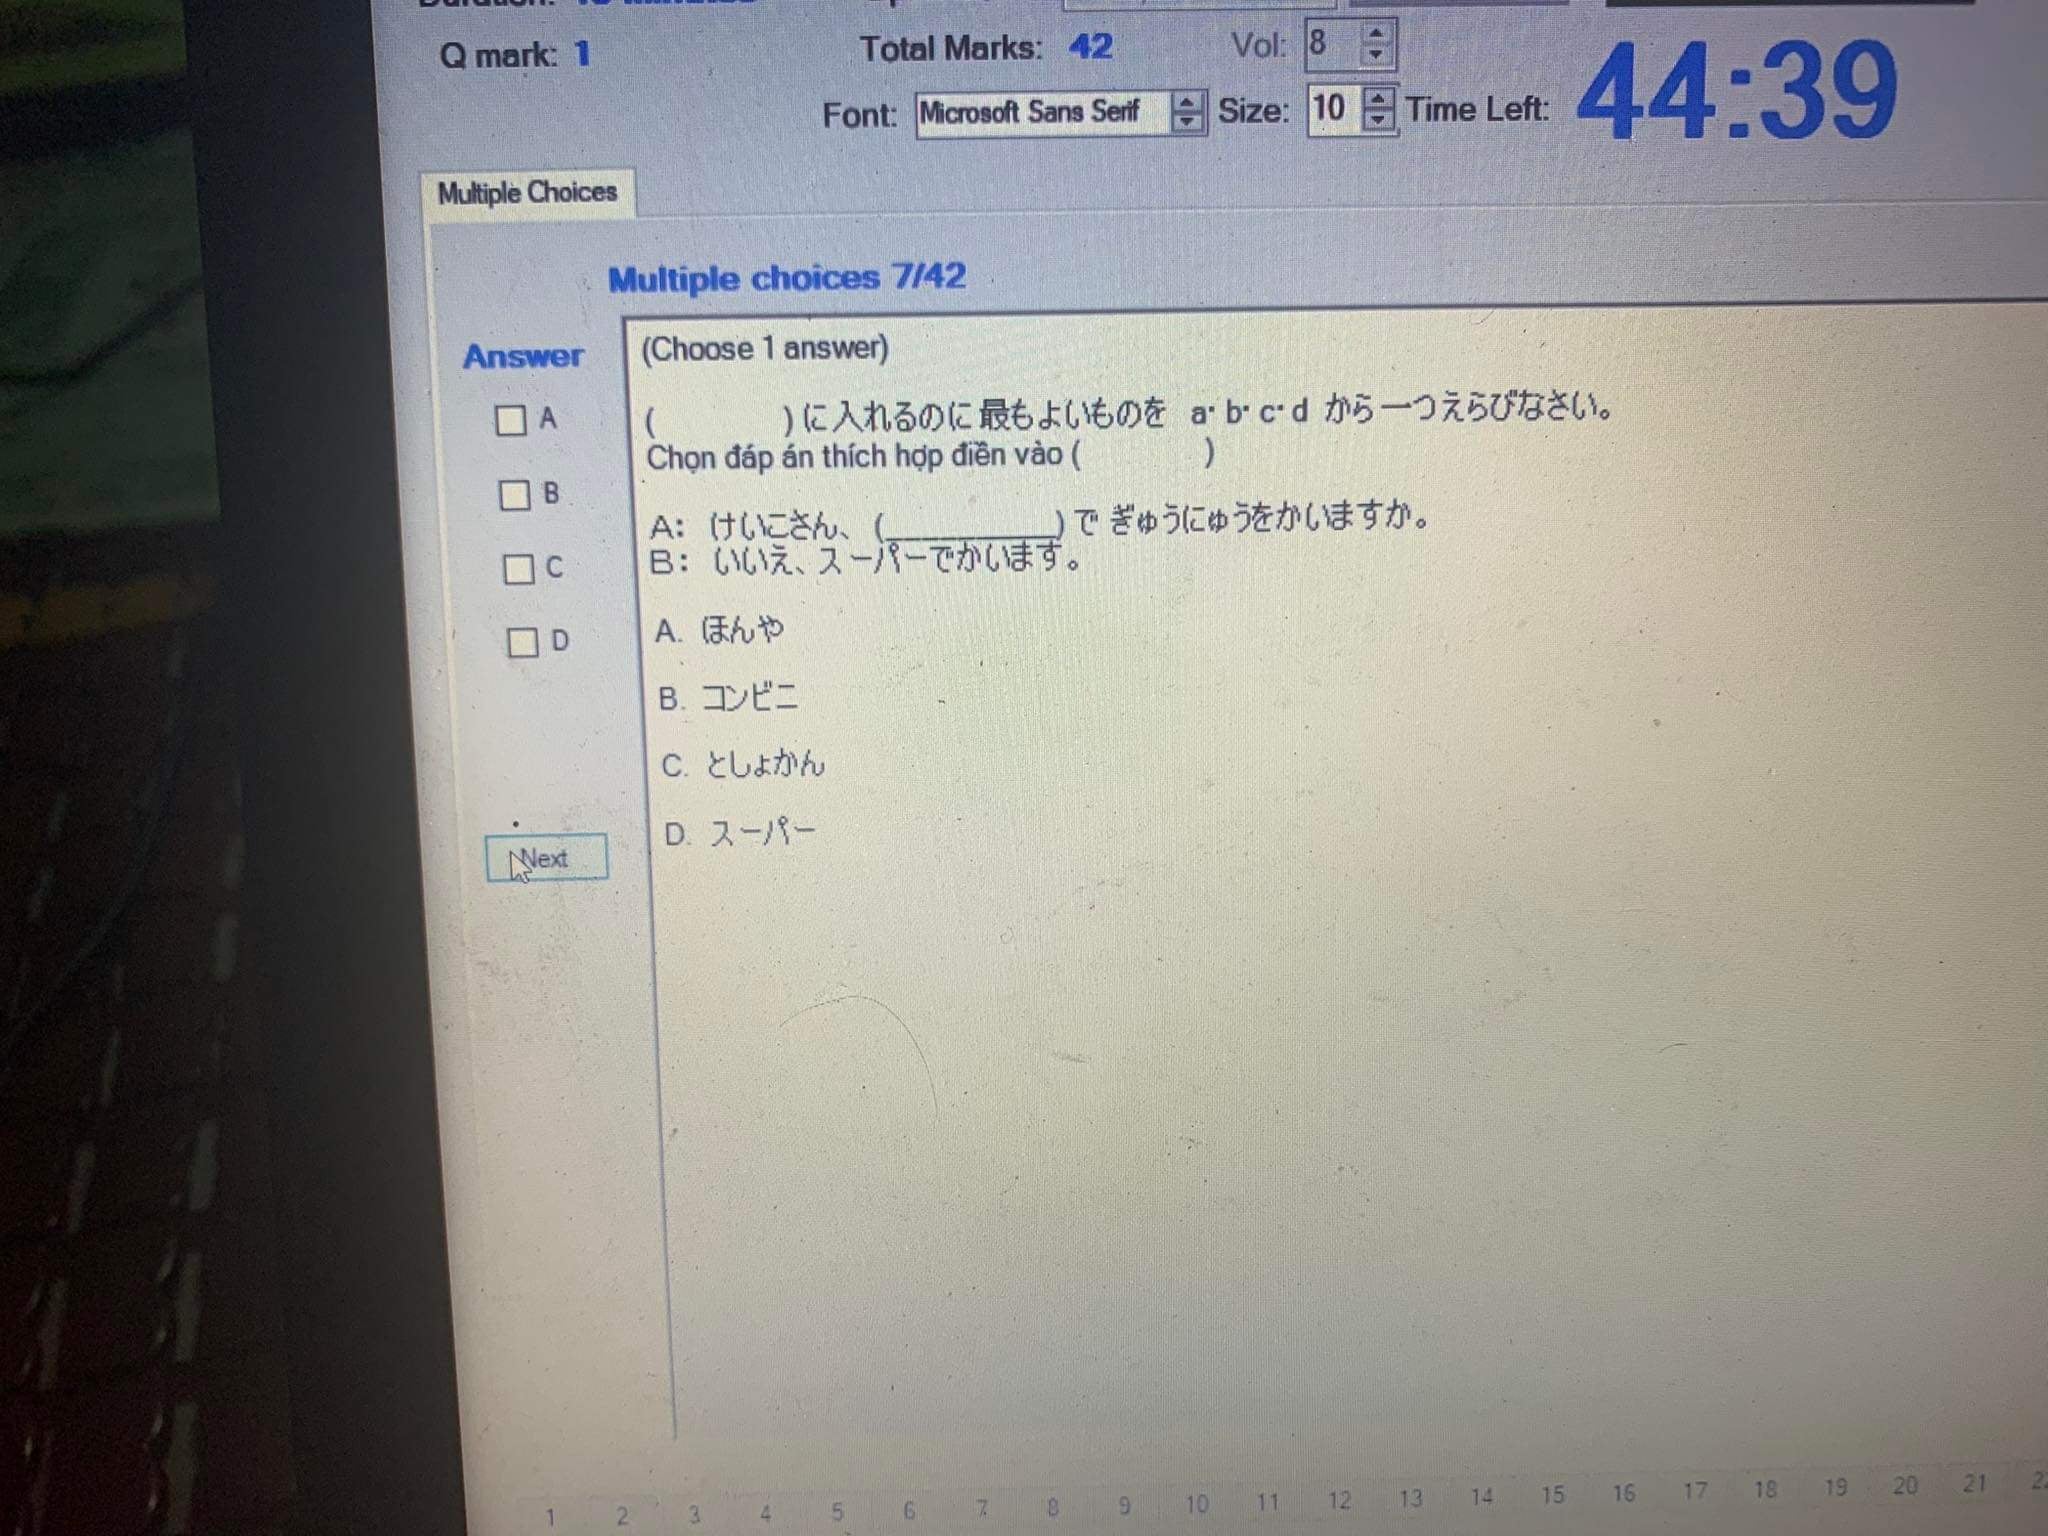 Q mark: 1
Total Marks: 42
Vol: 8
Font: Microsoft Sans Serif
Size: 10
Time Left: 44:39
Multiple Choices
Multiple choices 7/42
Answer
A
B
C
D
Next
(Choose 1 answer)
( )に入れるのに最もよいものを a· b· c· d から一つえらびなさい。
Chọn đáp án thích hợp điền vào ( )
A: けいこさん、(__________)で ぎゅうにゅうをかいますか。
B: いいえ、スーパーでかいます。
A. ほんや
B. コンビニ
C. としょかん
D. スーパー
1 2 3 4 5 6 7 8 9 10 11 12 13 14 15 16 17 18 19 20 21